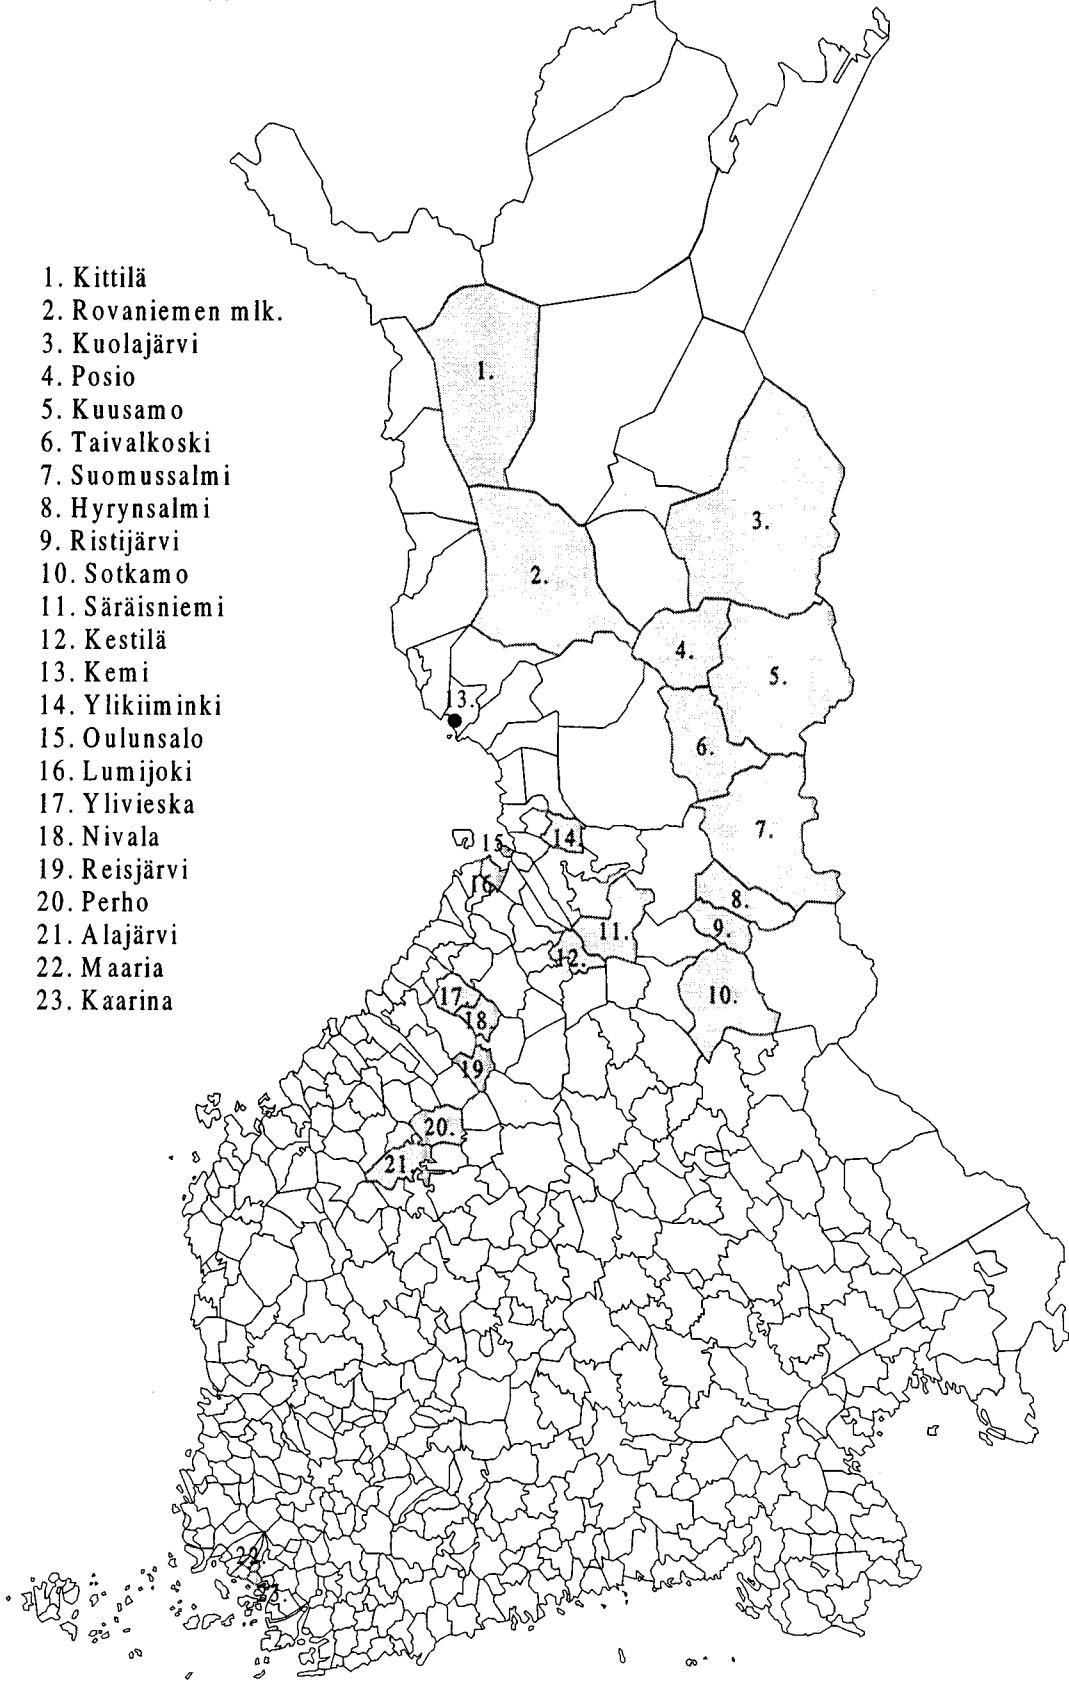 1. Kittilä
2. Rovaniemen mlk.
3. Kuolajärvi
4. Posio
5. Kuusamo
6. Taivalkoski
7. Suomussalmi
8. Hyrynsalmi
9. Ristijärvi
10. Sotkamo
11. Säräisniemi
12. Kestilä
13. Kemi
14. Ylikiiminki
15. Oulunsalo
16. Lumijoki
17. Ylivieska
18. Nivala
19. Reisjärvi
20. Perho
21. Alajärvi
22. Maaria
23. Kaarina
1.
3.
2.
4.
5.
13.
6.
7.
14.
15.
16.
8.
9.
11.
12.
10.
17.
18.
19
20.
21.
22.
23.